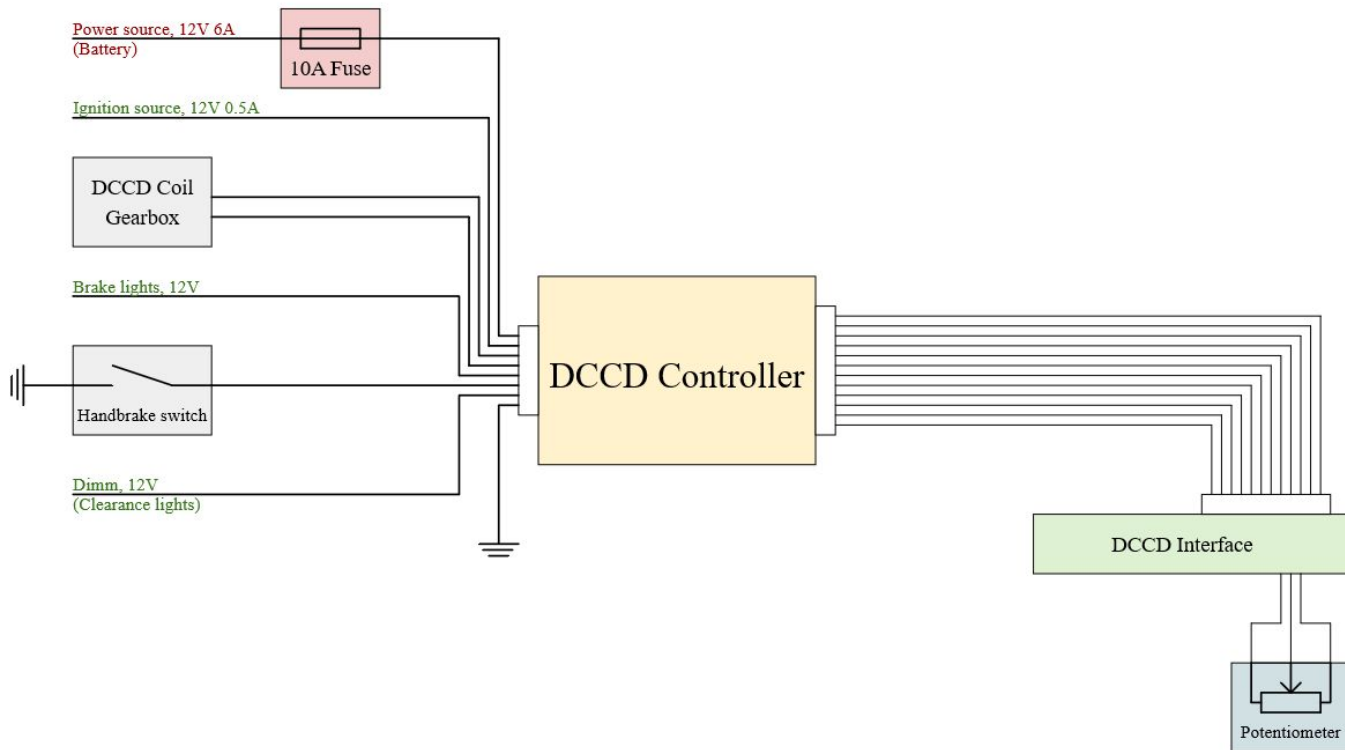 Power source, 12V 6A
(Battery)
10A Fuse
Ignition source, 12V 0.5A
DCCD Coil
Gearbox
Brake lights, 12V
DCCD Controller
Handbrake switch
Dimm, 12V
(Clearance lights)
DCCD Interface
Potentiometer